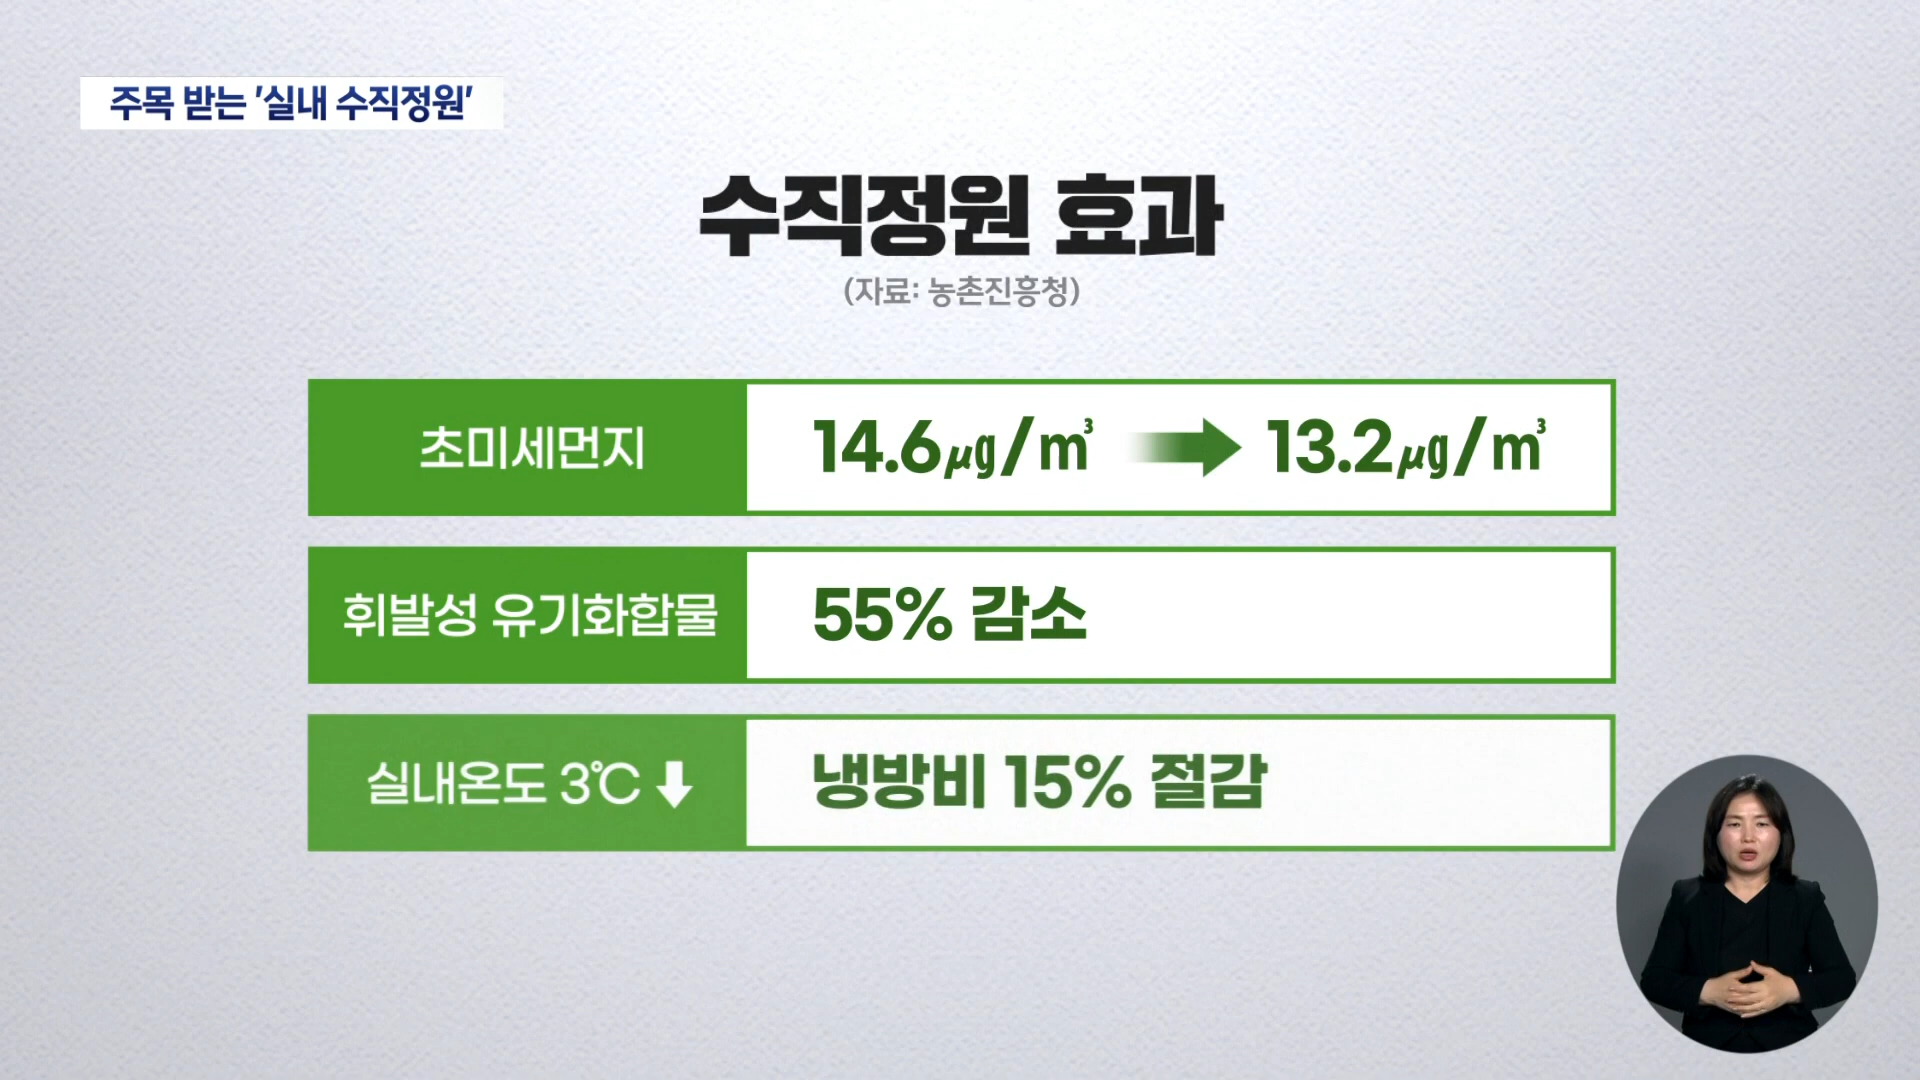 주목 받는 '실내 수직정원'
수직정원 효과
(자료: 농촌진흥청)
초미세먼지 14.6㎍/㎥ → 13.2㎍/㎥
휘발성 유기화합물 55% 감소
실내온도 3℃ ↓ 냉방비 15% 절감